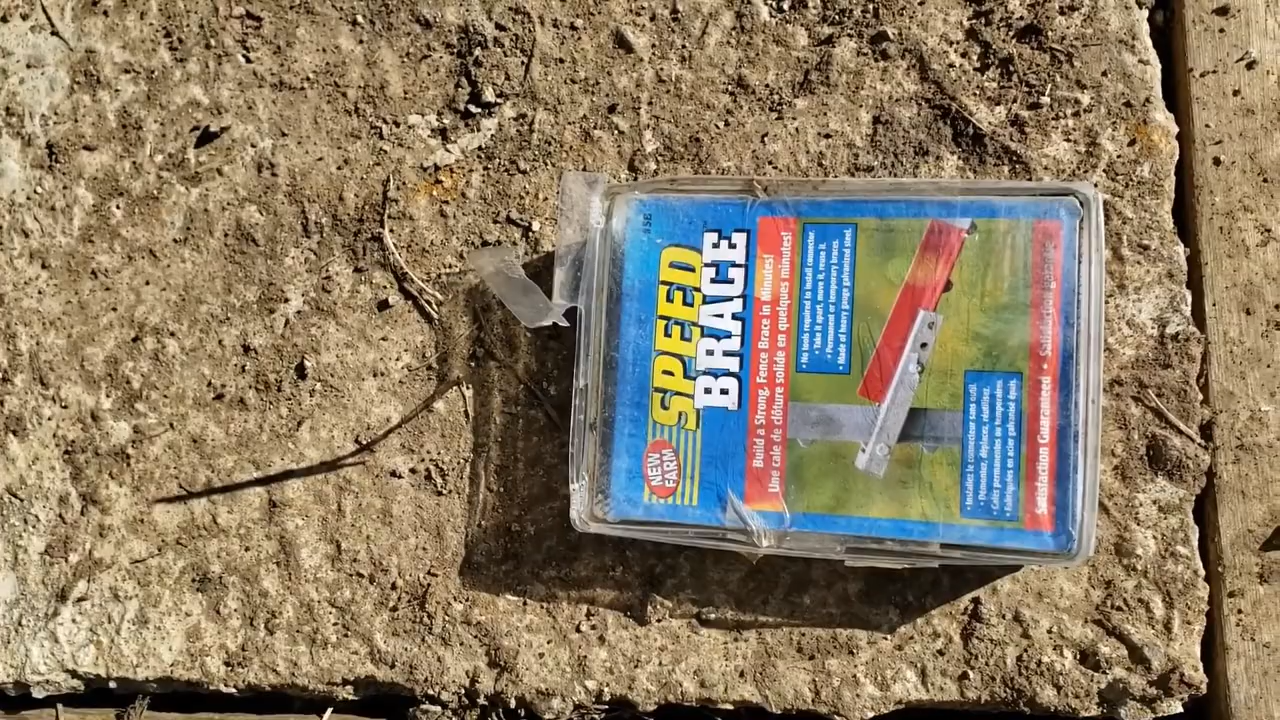 SPEED
BRACE
NEW
FARM
Build a Strong, Fence Brace in Minutes!
Une cale de clôture solide en quelques minutes!
• No tools required to install connector.
• Take it apart, move it, reuse it.
• Permanent or temporary braces.
• Made of heavy gauge galvanized steel.
• Installez le connecteur sans outil.
• Démontez, déplacez, réutilisez.
• Cales permanentes ou temporaires.
• Fabriquées en acier galvanisé épais.
Satisfaction Guaranteed • Satisfaction garantie